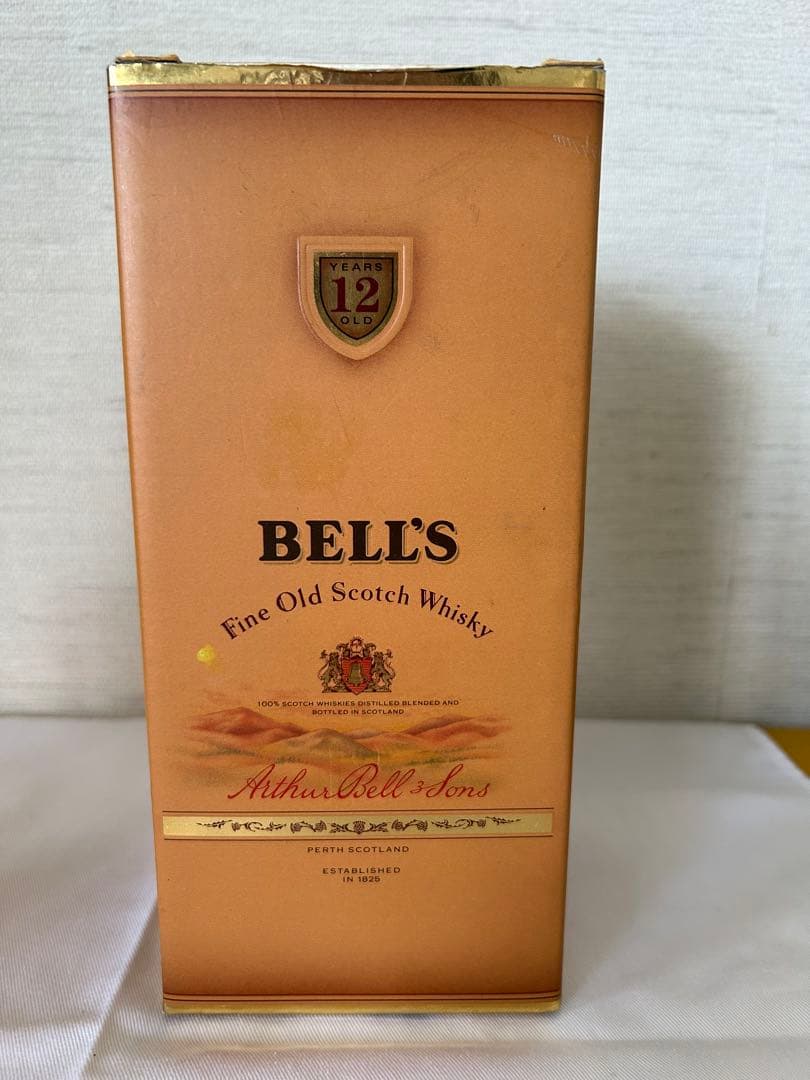 YEARS
12
OLD
BELL'S
Fine Old Scotch Whisky
100% SCOTCH WHISKIES DISTILLED BLENDED AND
BOTTLED IN SCOTLAND
Arthur Bell & Sons
PERTH SCOTLAND
ESTABLISHED
IN 1825